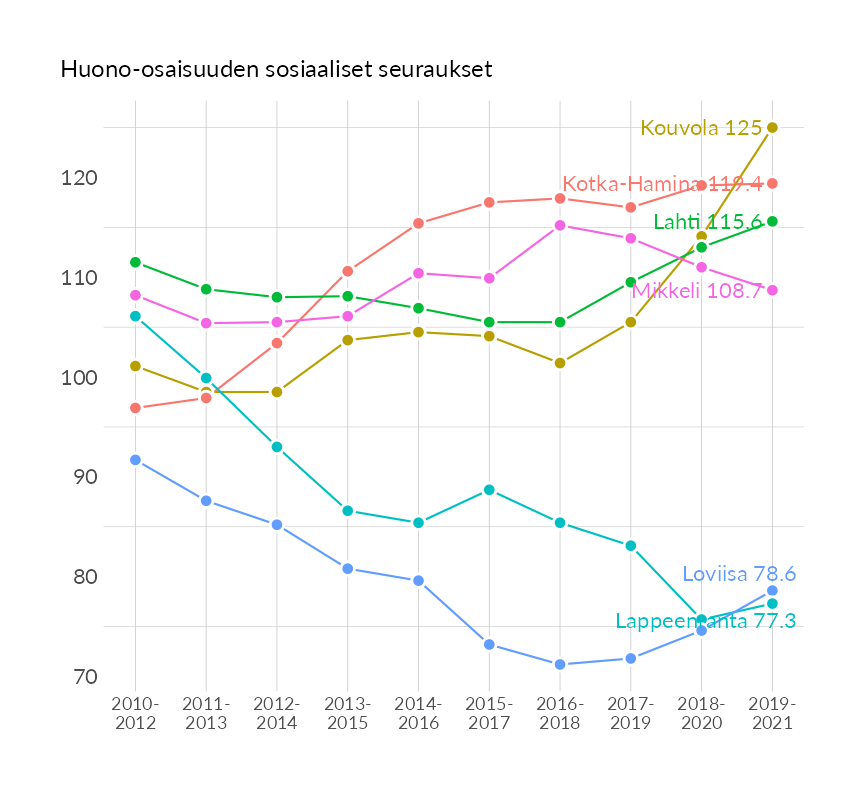 Huono-osaisuuden sosiaaliset seuraukset
Kouvola 125
120
Kotka-Hamina 119.4
Lahti 115.6
110
Mikkeli 108.7
100
90
80
Loviisa 78.6
Lappeenranta 77.3
70
2010- 2011- 2012- 2013- 2014- 2015- 2016- 2017- 2018- 2019-
2012 2013 2014 2015 2016 2017 2018 2019 2020 2021